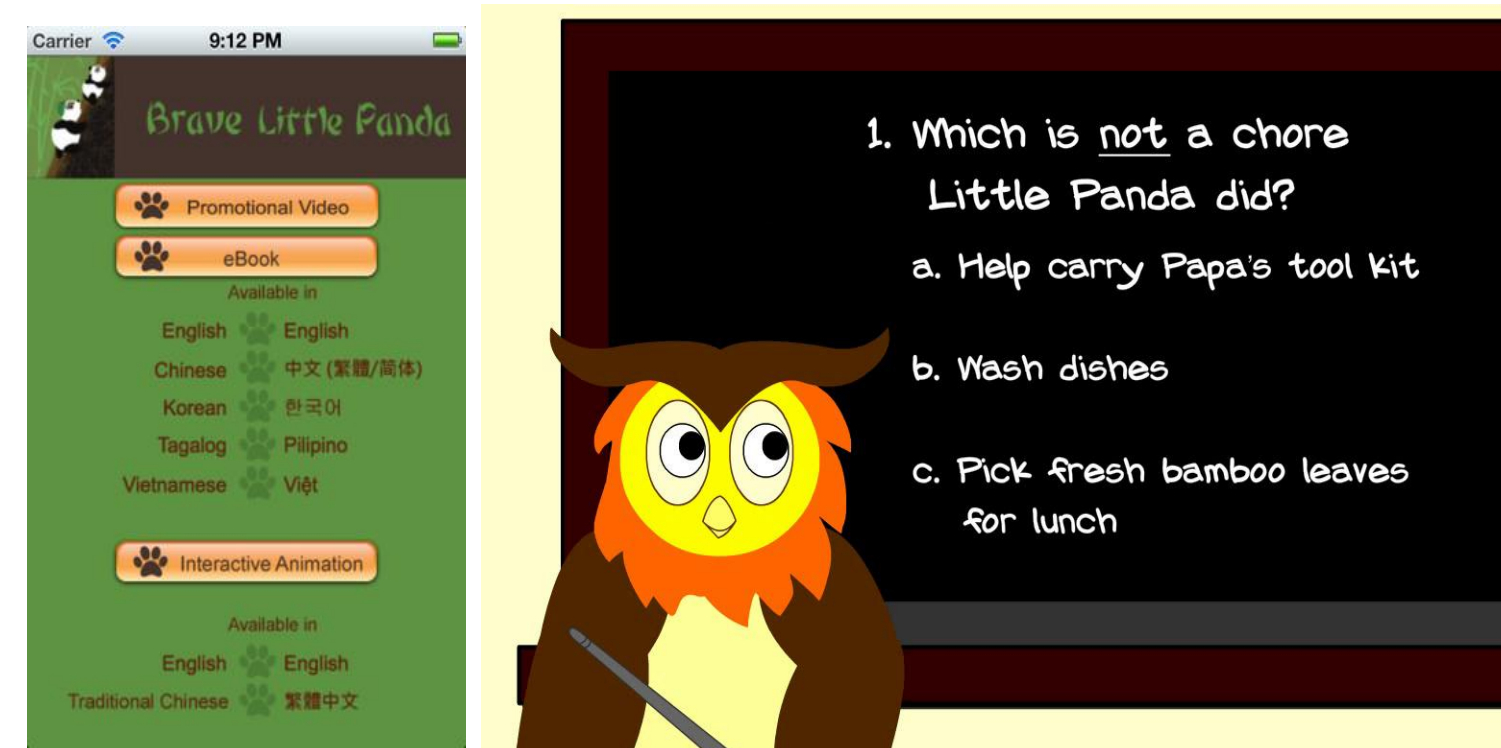 Carrier 9:12 PM
Brave Little Panda
Promotional Video
eBook
Available in
English English
Chinese 中文 (繁體/简体)
Korean 한국어
Tagalog Pilipino
Vietnamese Việt
Interactive Animation
Available in
English English
Traditional Chinese 繁體中文
1. Which is not a chore
Little Panda did?
a. Help carry Papa's tool kit
b. Wash dishes
c. Pick fresh bamboo leaves
for lunch